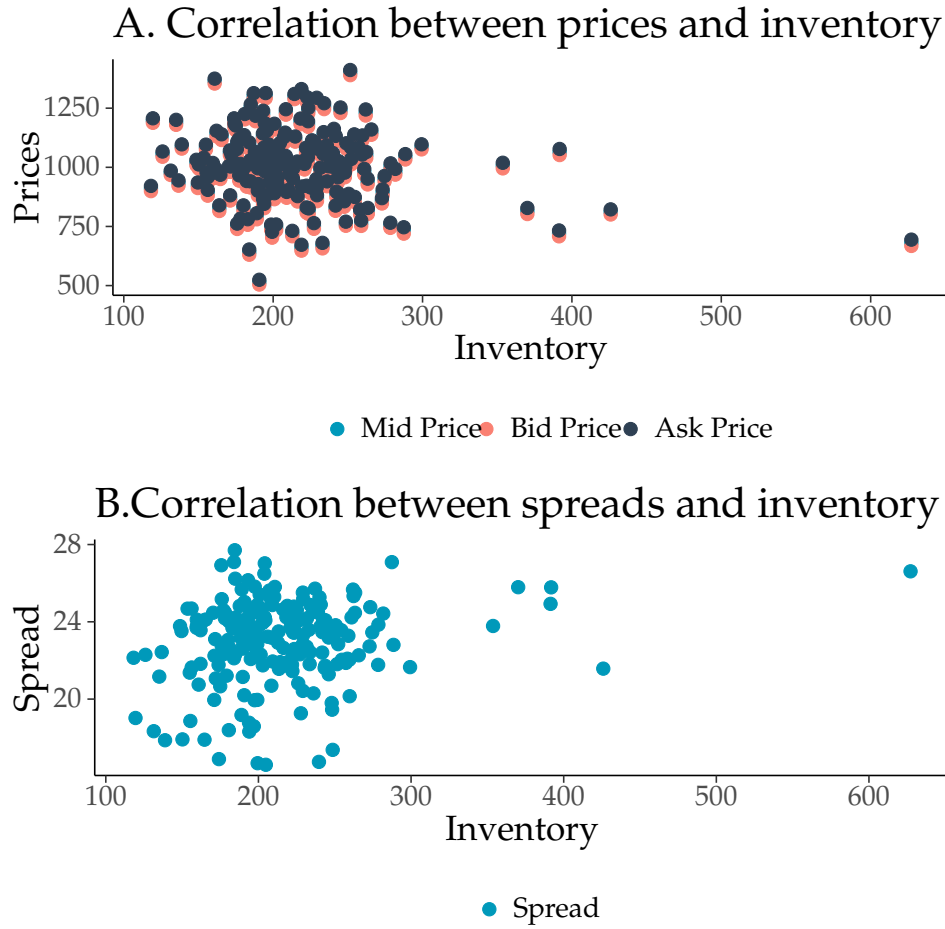 A. Correlation between prices and inventory
Prices
1250
1000
750
500
100 200 300 400 500 600
Inventory
Mid Price Bid Price Ask Price
B.Correlation between spreads and inventory
Spread
28
24
20
100 200 300 400 500 600
Inventory
Spread